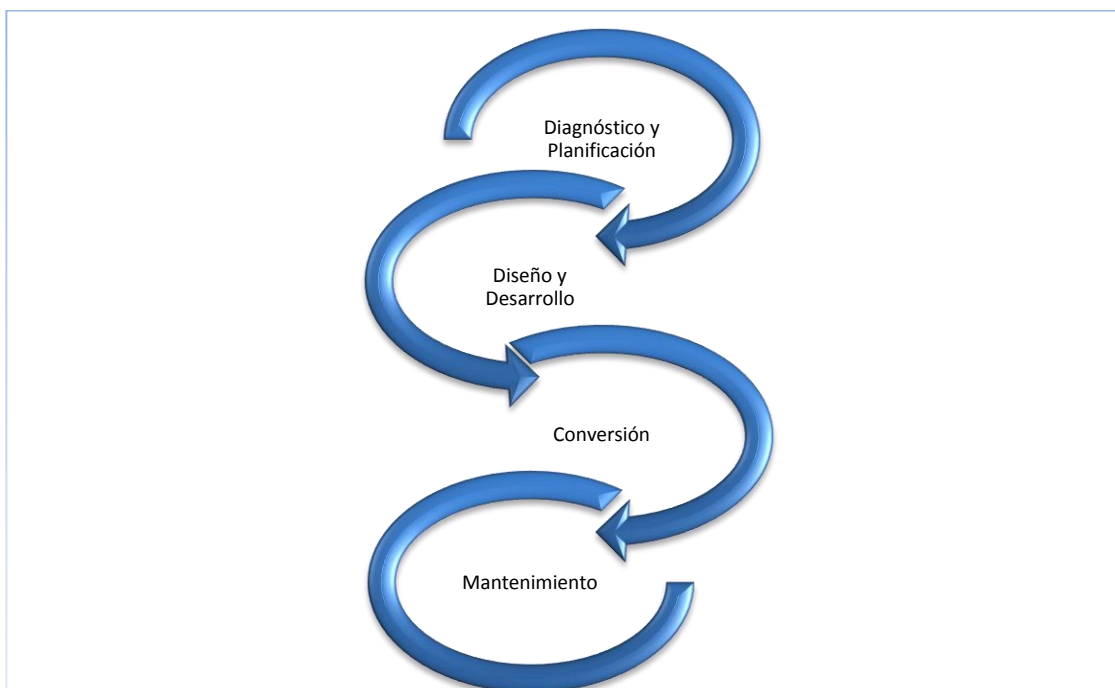 Diagnóstico y
Planificación
Diseño y
Desarrollo
Conversión
Mantenimiento